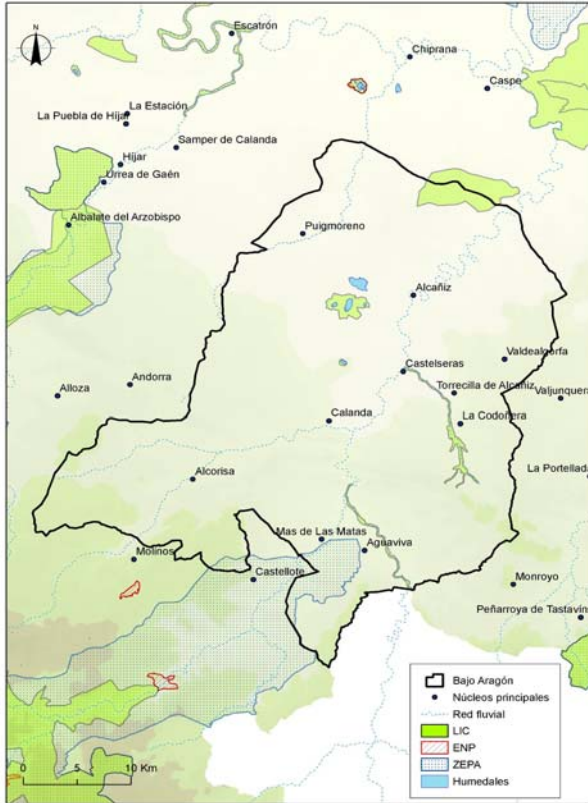 N
Escatrón
Chiprana
Caspe
La Estación
La Puebla de Híjar
Samper de Calanda
Híjar
Urrea de Gaén
Albalate del Arzobispo
Puigmoreno
Alcañiz
Valdealgorfa
Castelseras
Andorra
Torrecilla de Alcañiz
Valjunquera
Alloza
Calanda
La Codoñera
La Portellada
Alcorisa
Mas de Las Matas
Aguaviva
Molinos
Castellote
Monroyo
Peñarroya de Tastavins
Bajo Aragón
Núcleos principales
Red fluvial
LIC
ENP
ZEPA
Humedales
0 5 10 Km